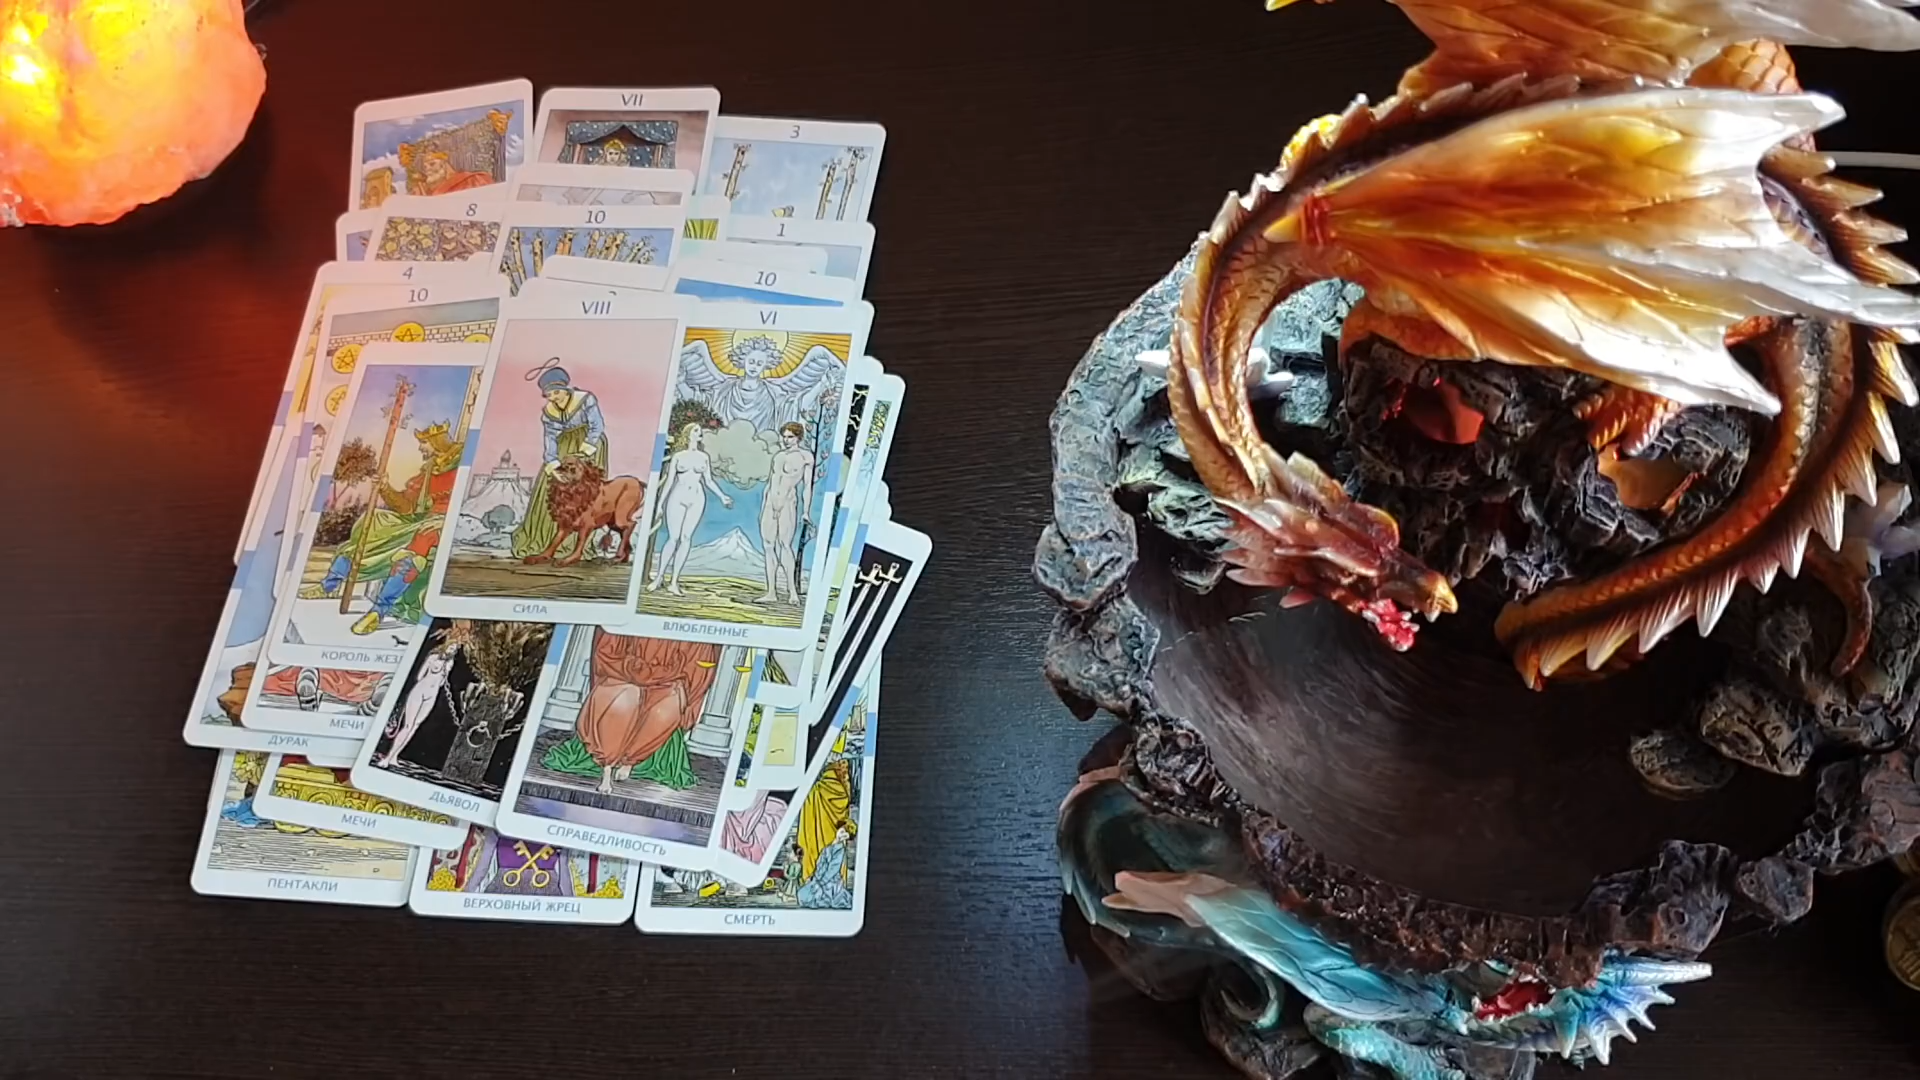 VII
3
8
10
1
4
10
10
VIII
VI
СИЛА
ВЛЮБЛЕННЫЕ
КОРОЛЬ ЖЕЗЛ
МЕЧИ
ДУРАК
ДЬЯВОЛ
МЕЧИ
СПРАВЕДЛИВОСТЬ
ПЕНТАКЛИ
ВЕРХОВНЫЙ ЖРЕЦ
СМЕРТЬ